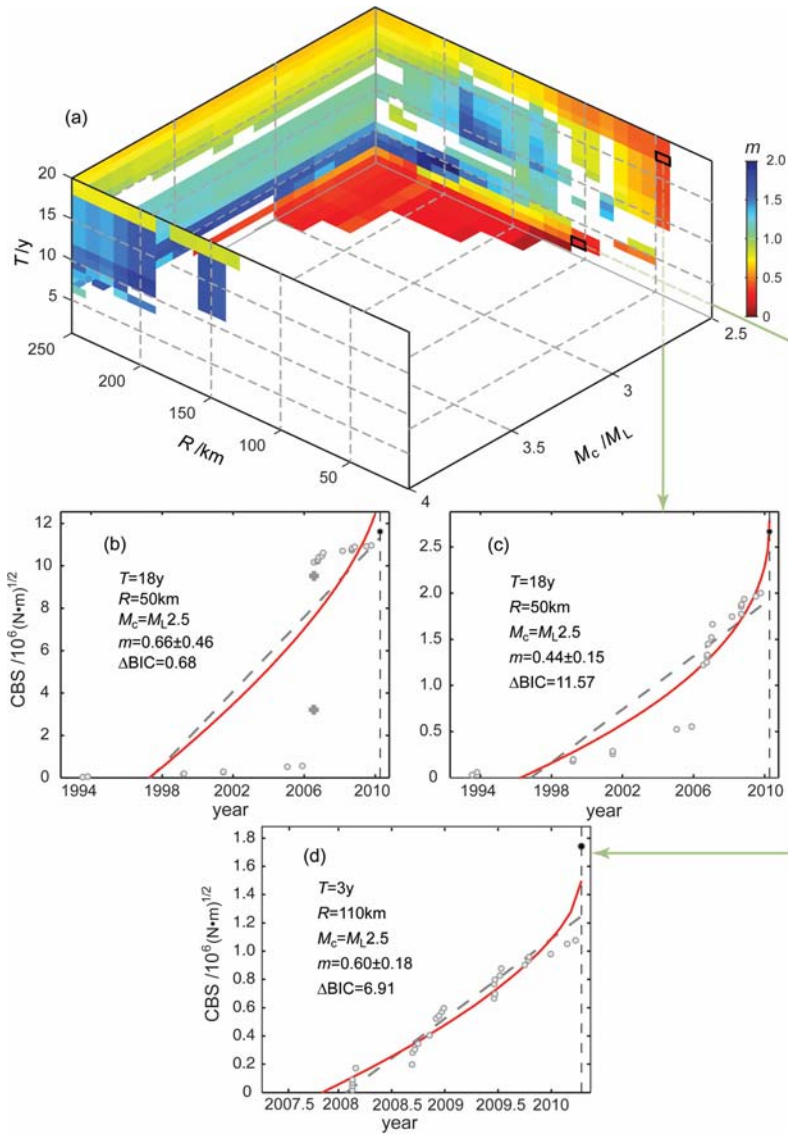 (a)
m
2.0
1.5
1.0
0.5
0
T/y
20
15
10
5
250
200
150
100
50
R /km
4
3.5
3
2.5
Mc /ML
(b)
T=18y
R=50km
Mc=ML2.5
m=0.66±0.46
ΔBIC=0.68
CBS /10^6(N•m)^1/2
12
10
8
6
4
2
0
1994 1998 2002 2006 2010
year
(c)
T=18y
R=50km
Mc=ML2.5
m=0.44±0.15
ΔBIC=11.57
2.5
2.0
1.5
1.0
0.5
0
1994 1998 2002 2006 2010
year
(d)
T=3y
R=110km
Mc=ML2.5
m=0.60±0.18
ΔBIC=6.91
CBS /10^6(N•m)^1/2
1.8
1.6
1.4
1.2
1.0
0.8
0.6
0.4
0.2
0
2007.5 2008 2008.5 2009 2009.5 2010
year